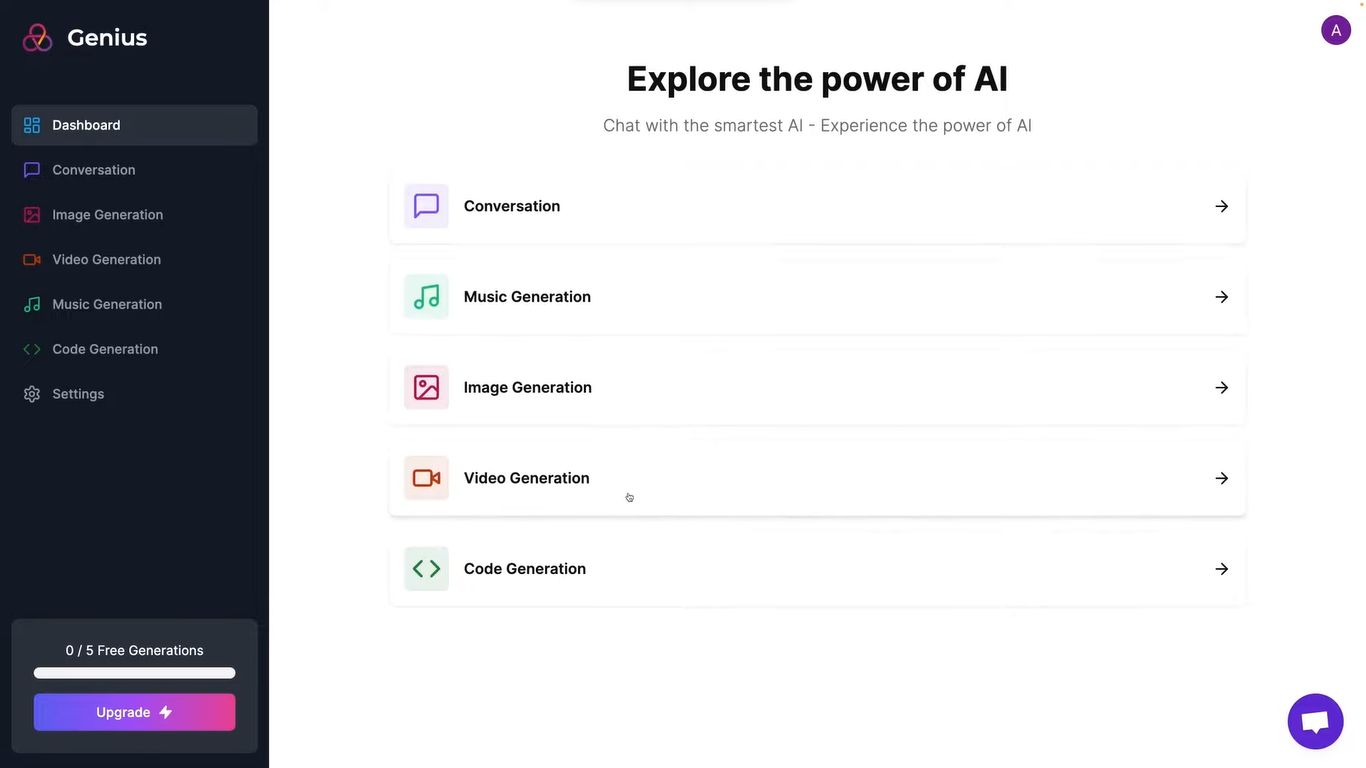 Genius
Dashboard
Conversation
Image Generation
Video Generation
Music Generation
Code Generation
Settings
0 / 5 Free Generations
Upgrade
A
Explore the power of AI
Chat with the smartest AI - Experience the power of AI
Conversation
Music Generation
Image Generation
Video Generation
Code Generation